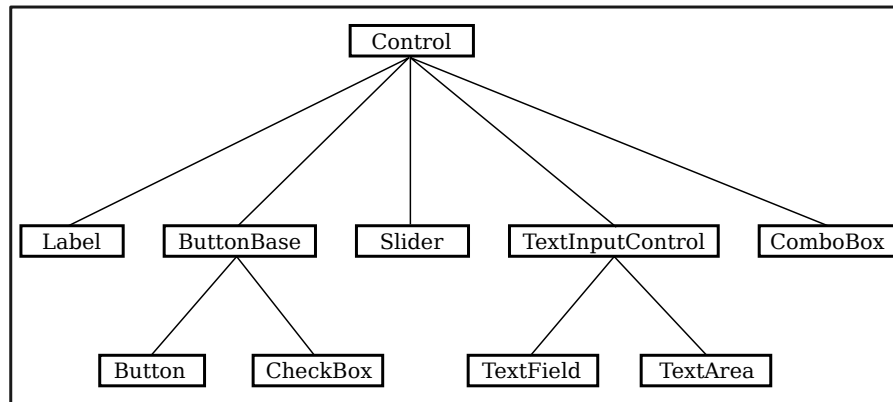 Control
Label ButtonBase Slider TextInputControl ComboBox
Button CheckBox TextField TextArea